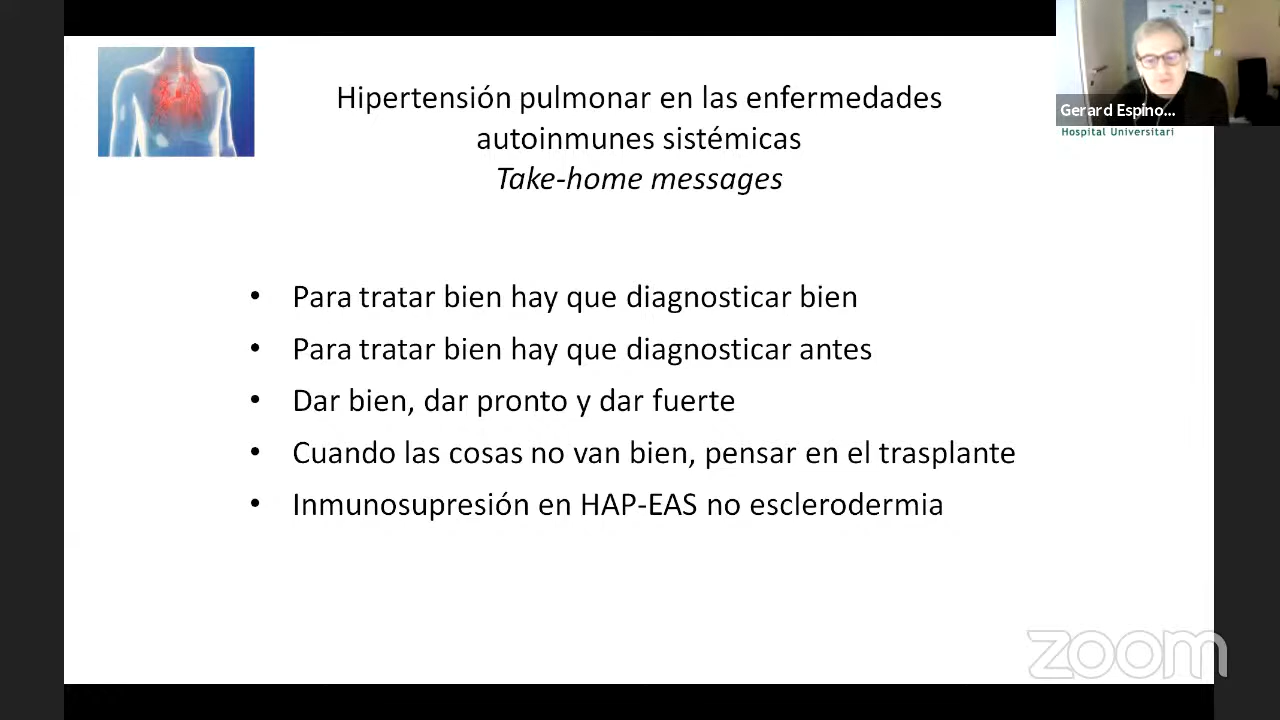 Hipertensión pulmonar en las enfermedades
autoinmunes sistémicas
Take-home messages
Gerard Espino...
Hospital Universitari
• Para tratar bien hay que diagnosticar bien
• Para tratar bien hay que diagnosticar antes
• Dar bien, dar pronto y dar fuerte
• Cuando las cosas no van bien, pensar en el trasplante
• Inmunosupresión en HAP-EAS no esclerodermia
zoom